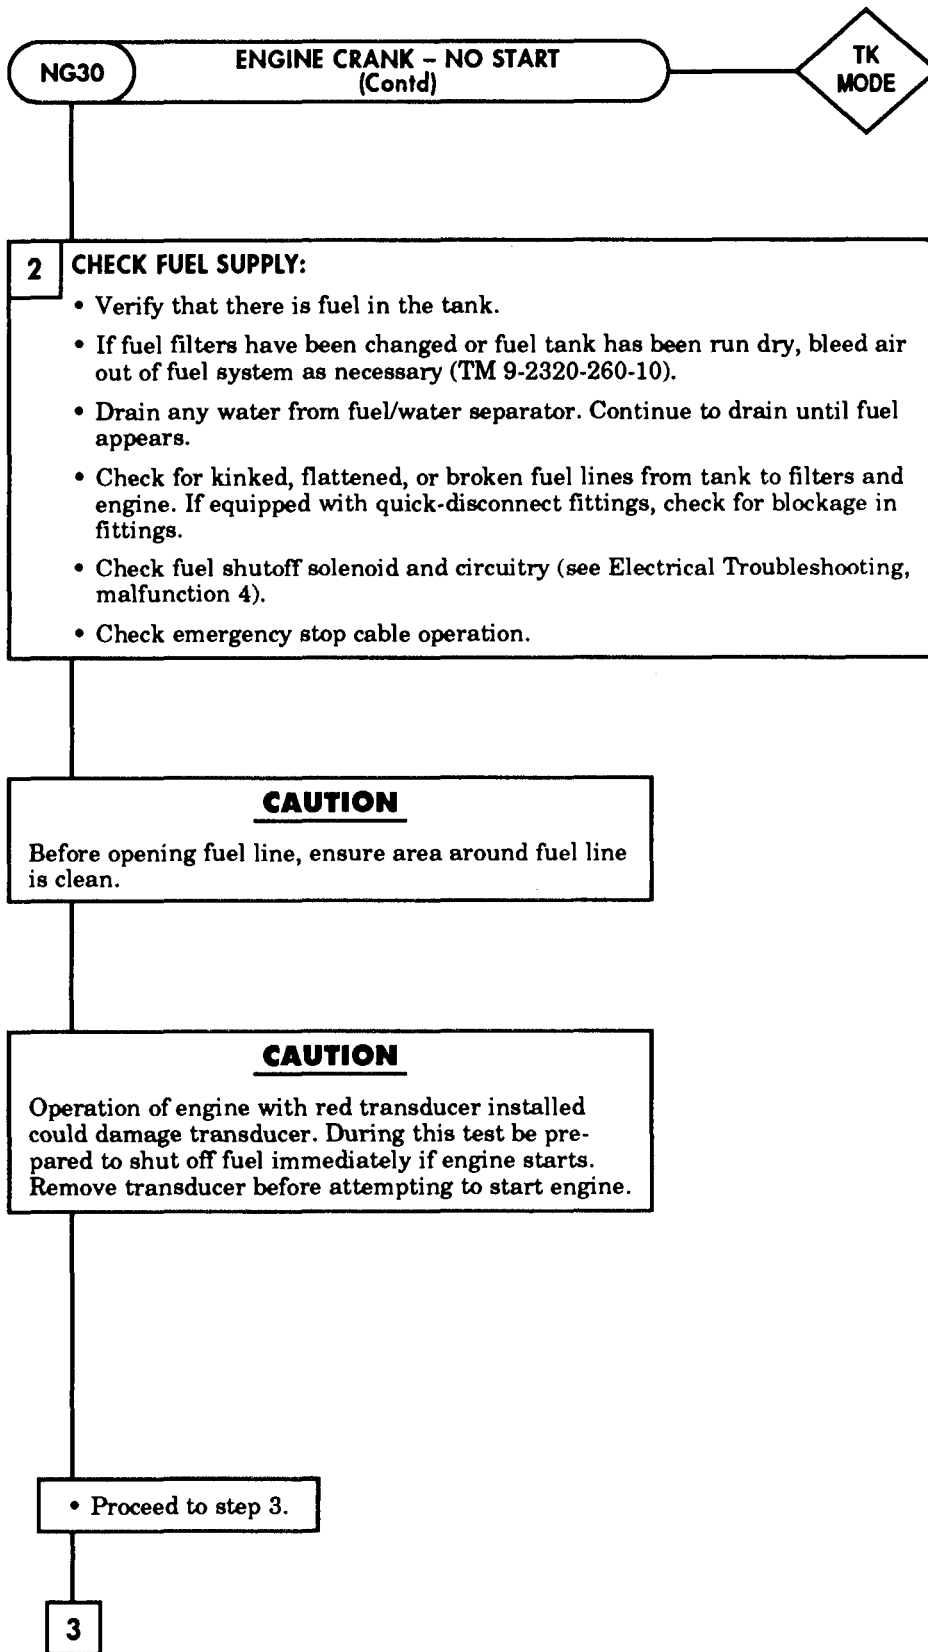 NG30
ENGINE CRANK – NO START
(Contd)
TK
MODE
2
CHECK FUEL SUPPLY:
• Verify that there is fuel in the tank.
• If fuel filters have been changed or fuel tank has been run dry, bleed air
out of fuel system as necessary (TM 9-2320-260-10).
• Drain any water from fuel/water separator. Continue to drain until fuel
appears.
• Check for kinked, flattened, or broken fuel lines from tank to filters and
engine. If equipped with quick-disconnect fittings, check for blockage in
fittings.
• Check fuel shutoff solenoid and circuitry (see Electrical Troubleshooting,
malfunction 4).
• Check emergency stop cable operation.
CAUTION
Before opening fuel line, ensure area around fuel line
is clean.
CAUTION
Operation of engine with red transducer installed
could damage transducer. During this test be pre-
pared to shut off fuel immediately if engine starts.
Remove transducer before attempting to start engine.
• Proceed to step 3.
3